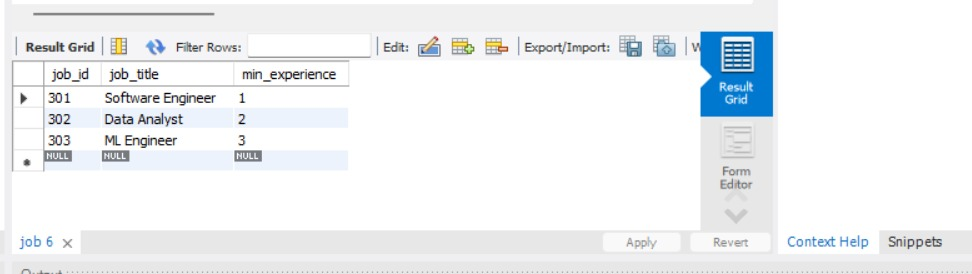 Result Grid Filter Rows: Edit: Export/Import: W
job_id job_title min_experience
301 Software Engineer 1
302 Data Analyst 2
303 ML Engineer 3
NULL NULL NULL
Result
Grid
Form
Editor
job 6 Apply Revert Context Help Snippets
Output